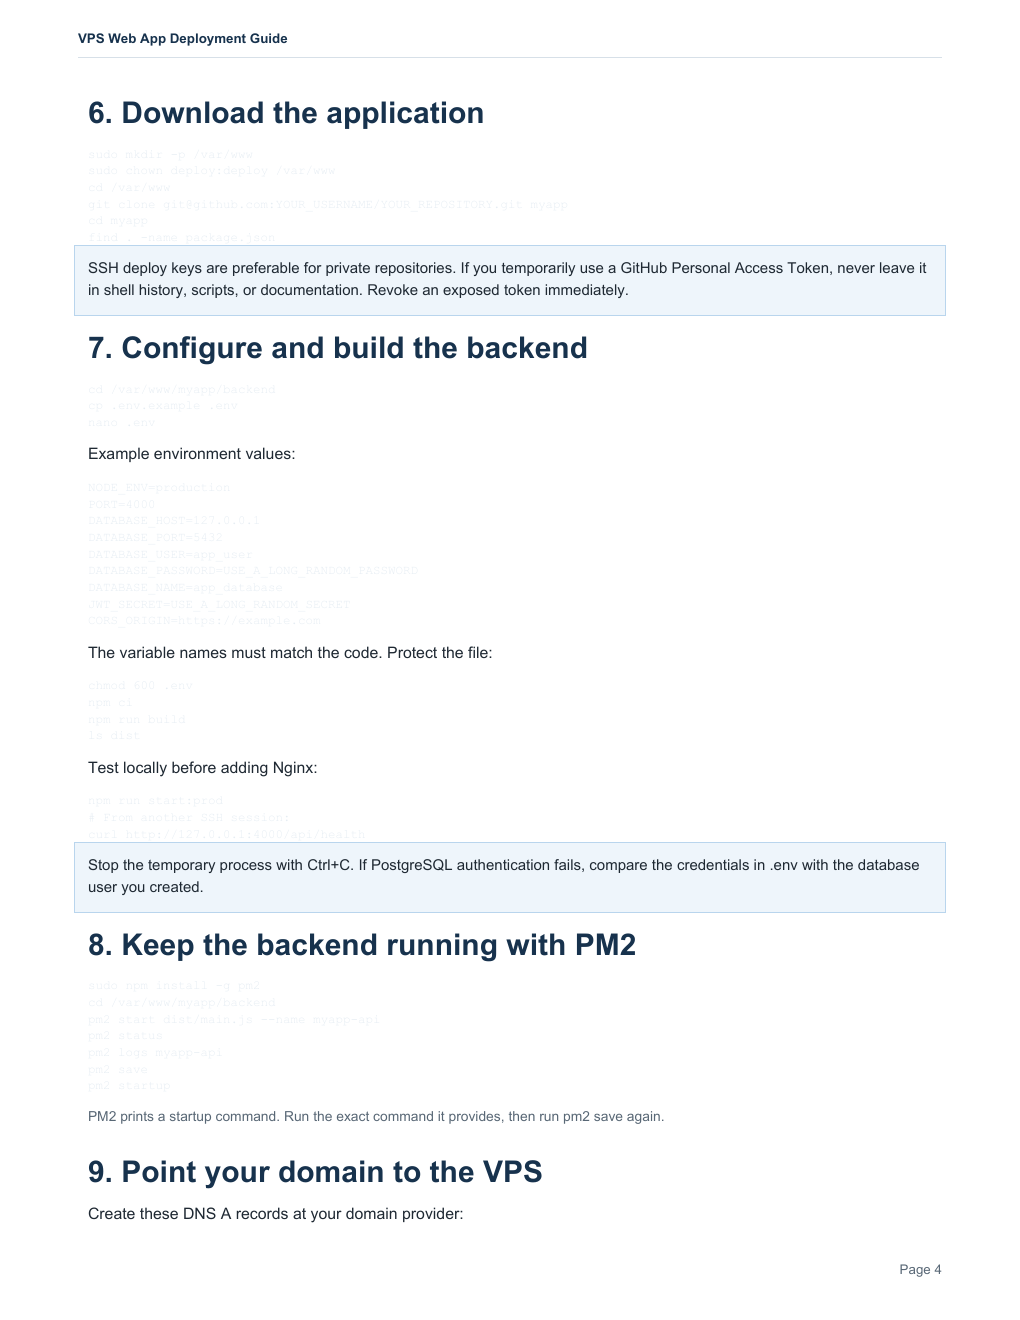 VPS Web App Deployment Guide
6. Download the application
sudo mkdir -p /var/www
sudo chown deploy:deploy /var/www
cd /var/www
git clone git@github.com:YOUR_USERNAME/YOUR_REPOSITORY.git myapp
cd myapp
find . -name package.json
SSH deploy keys are preferable for private repositories. If you temporarily use a GitHub Personal Access Token, never leave it
in shell history, scripts, or documentation. Revoke an exposed token immediately.
7. Configure and build the backend
cd /var/www/myapp/backend
cp .env.example .env
nano .env
Example environment values:
NODE_ENV=production
PORT=4000
DATABASE_HOST=127.0.0.1
DATABASE_PORT=5432
DATABASE_USER=app_user
DATABASE_PASSWORD=USE_A_LONG_RANDOM_PASSWORD
DATABASE_NAME=app_database
JWT_SECRET=USE_A_LONG_RANDOM_SECRET
CORS_ORIGIN=https://example.com
The variable names must match the code. Protect the file:
chmod 600 .env
npm ci
npm run build
ls dist
Test locally before adding Nginx:
npm run start:prod
# From another SSH session:
curl http://127.0.0.1:4000/api/health
Stop the temporary process with Ctrl+C. If PostgreSQL authentication fails, compare the credentials in .env with the database
user you created.
8. Keep the backend running with PM2
sudo npm install -g pm2
cd /var/www/myapp/backend
pm2 start dist/main.js --name myapp-api
pm2 status
pm2 logs myapp-api
pm2 save
pm2 startup
PM2 prints a startup command. Run the exact command it provides, then run pm2 save again.
9. Point your domain to the VPS
Create these DNS A records at your domain provider:
Page 4